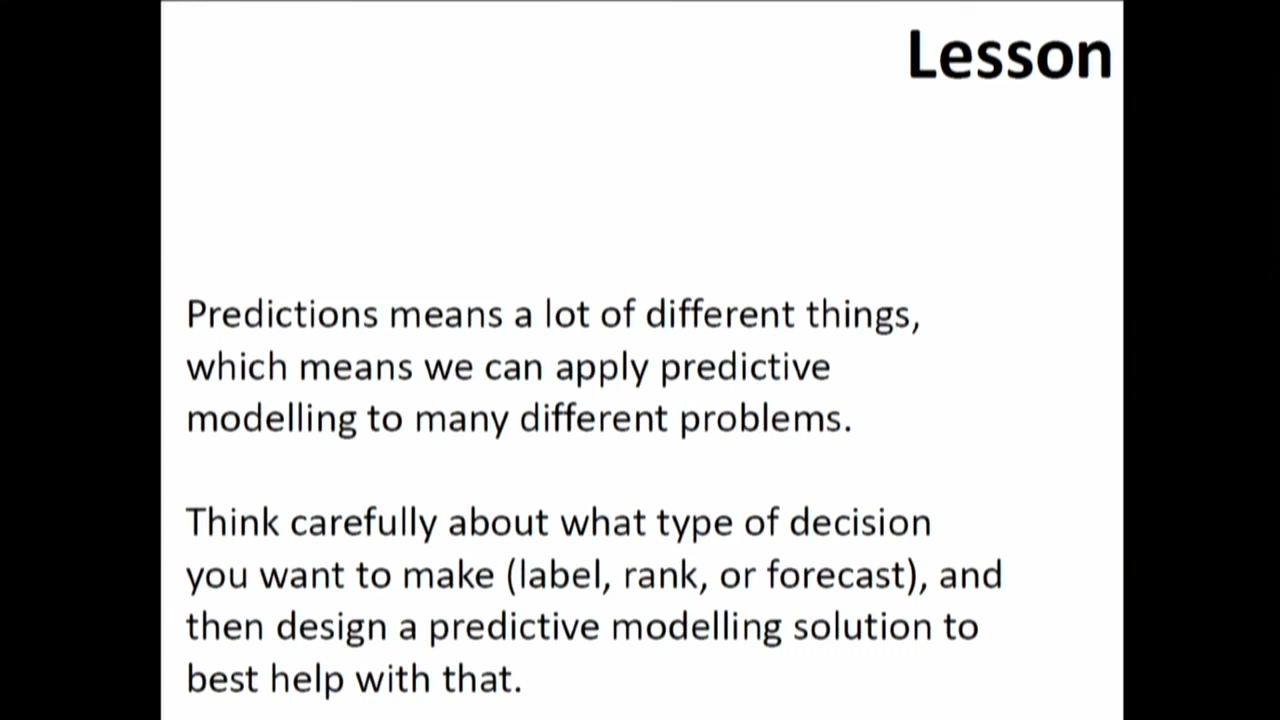 Lesson
Predictions means a lot of different things,
which means we can apply predictive
modelling to many different problems.
Think carefully about what type of decision
you want to make (label, rank, or forecast), and
then design a predictive modelling solution to
best help with that.